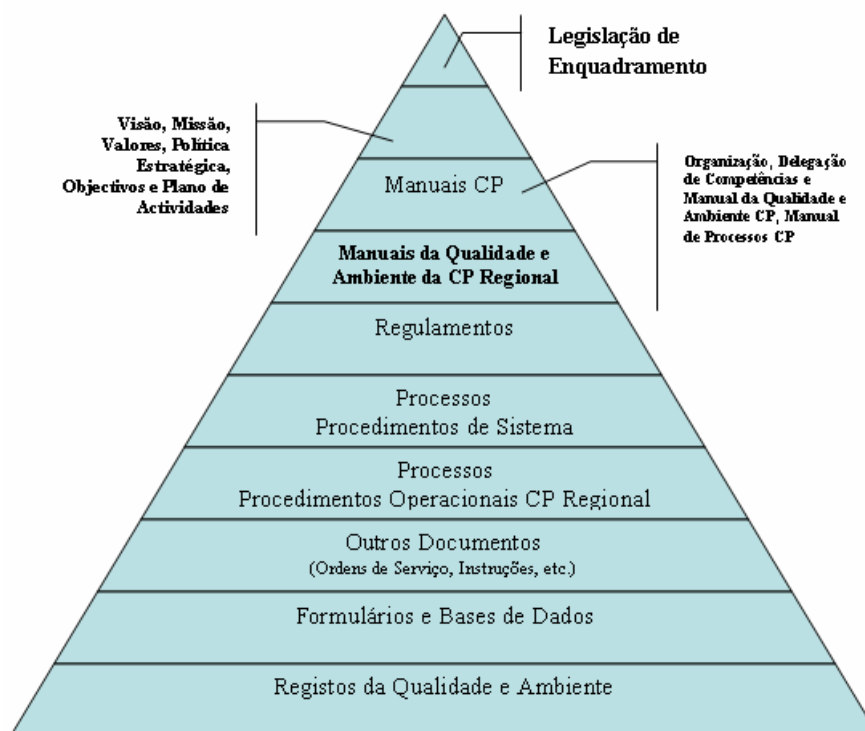 Legislação de
Enquadramento
Visão, Missão,
Valores, Política
Estratégica,
Objectivos e Plano de
Actividades
Organização, Delegação
de Competências e
Manual da Qualidade e
Ambiente CP, Manual
de Processos CP
Manuais CP
Manuais da Qualidade e
Ambiente da CP Regional
Regulamentos
Processos
Procedimentos de Sistema
Processos
Procedimentos Operacionais CP Regional
Outros Documentos
(Ordens de Serviço, Instruções, etc.)
Formulários e Bases de Dados
Registos da Qualidade e Ambiente